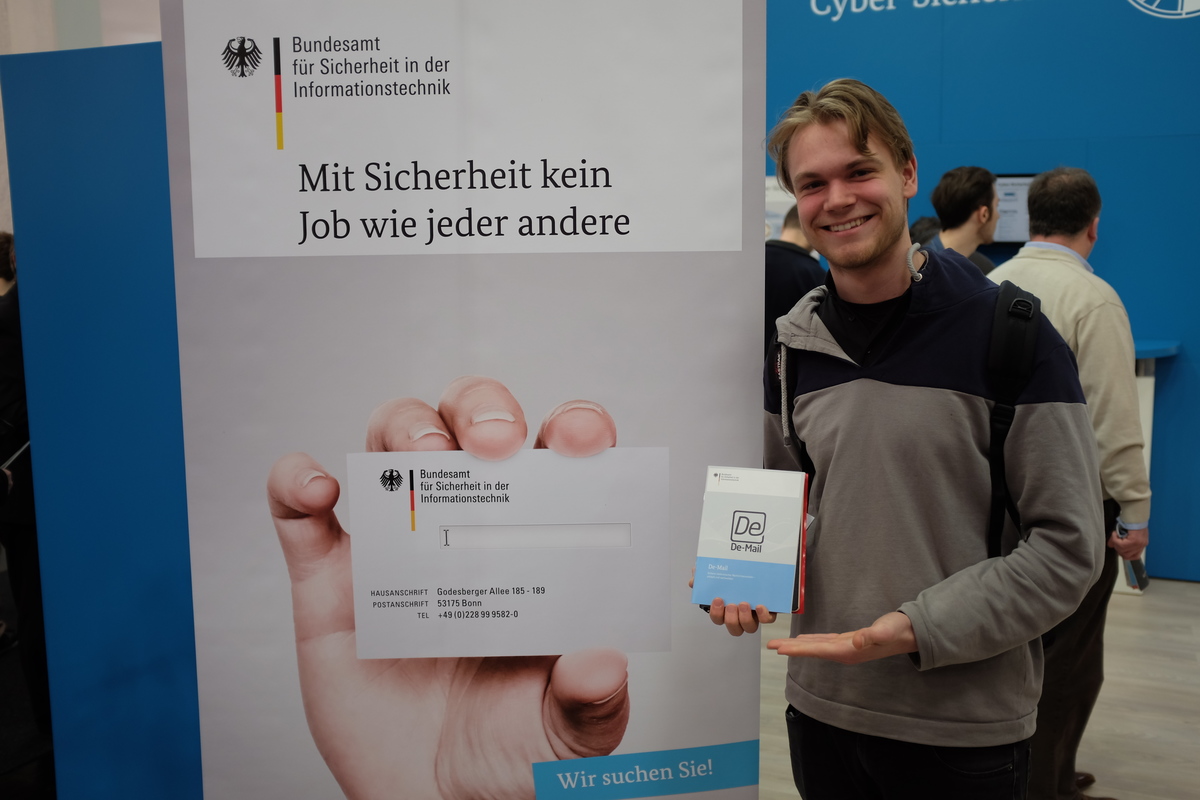 Bundesamt
für Sicherheit in der
Informationstechnik
Mit Sicherheit kein
Job wie jeder andere
Bundesamt
für Sicherheit in der
Informationstechnik
HAUSANSCHRIFT Godesberger Allee 185 - 189
POSTANSCHRIFT 53175 Bonn
TEL +49 (0)228 99 9582-0
Wir suchen Sie!
De
De-Mail
De-Mail
Cyber